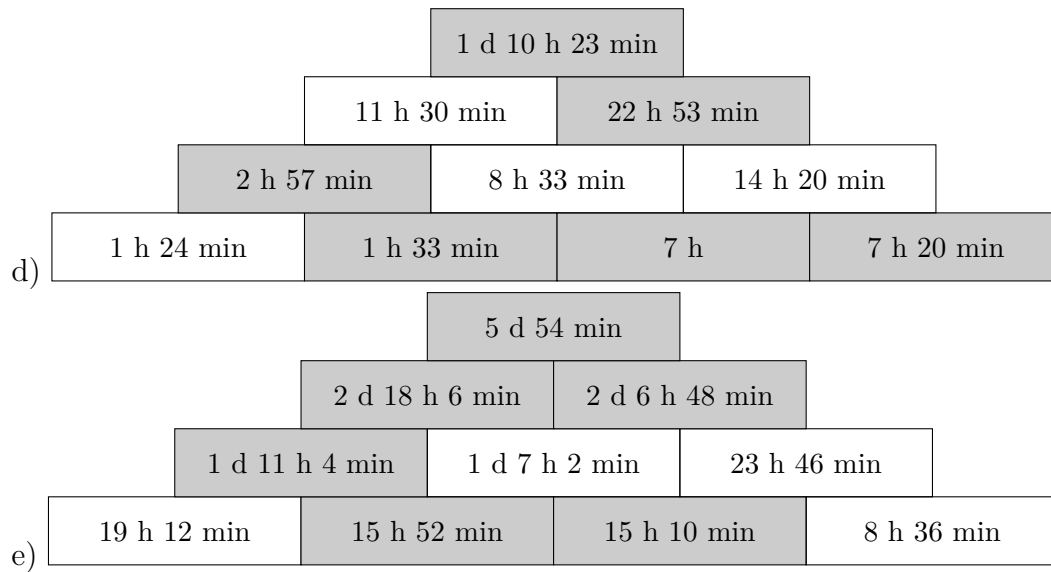 1 d 10 h 23 min
11 h 30 min 22 h 53 min
2 h 57 min 8 h 33 min 14 h 20 min
d) 1 h 24 min 1 h 33 min 7 h 7 h 20 min
5 d 54 min
2 d 18 h 6 min 2 d 6 h 48 min
1 d 11 h 4 min 1 d 7 h 2 min 23 h 46 min
e) 19 h 12 min 15 h 52 min 15 h 10 min 8 h 36 min